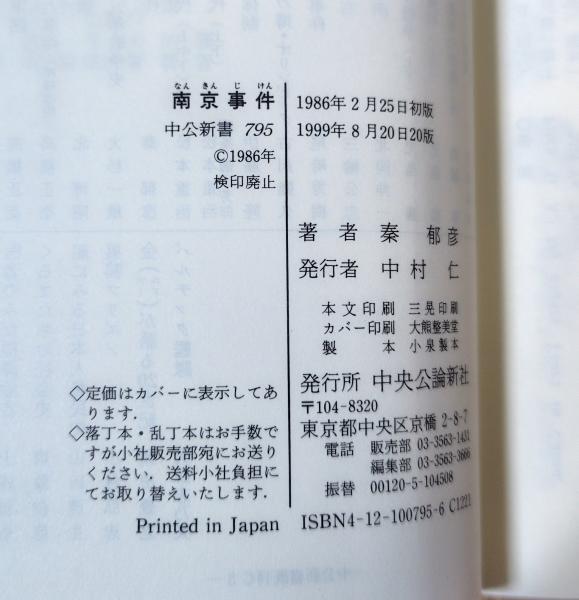 なん きん じ けん
南京事件
中公新書 795
©1986年
検印廃止
1986年2月25日初版
1999年8月20日20版
著者 秦 郁彦
発行者 中村 仁
本文印刷 三晃印刷
カバー印刷 大熊整美堂
製本 小泉製本
発行所 中央公論新社
〒104-8320
東京都中央区京橋 2-8-7
電話 販売部 03-3563-1431
編集部 03-3563-3666
振替 00120-5-104508
◇定価はカバーに表示してあ
ります.
◇落丁本・乱丁本はお手数で
すが小社販売部宛にお送り
ください. 送料小社負担に
てお取り替えいたします.
Printed in Japan
ISBN4-12-100795-6 C1221